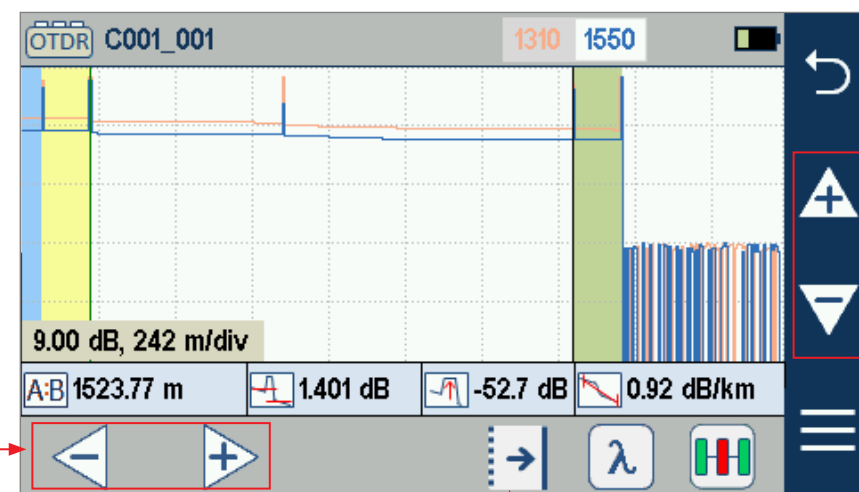 OTDR C001_001 1310 1550
9.00 dB, 242 m/div
A:B 1523.77 m 1.401 dB -52.7 dB 0.92 dB/km
λ